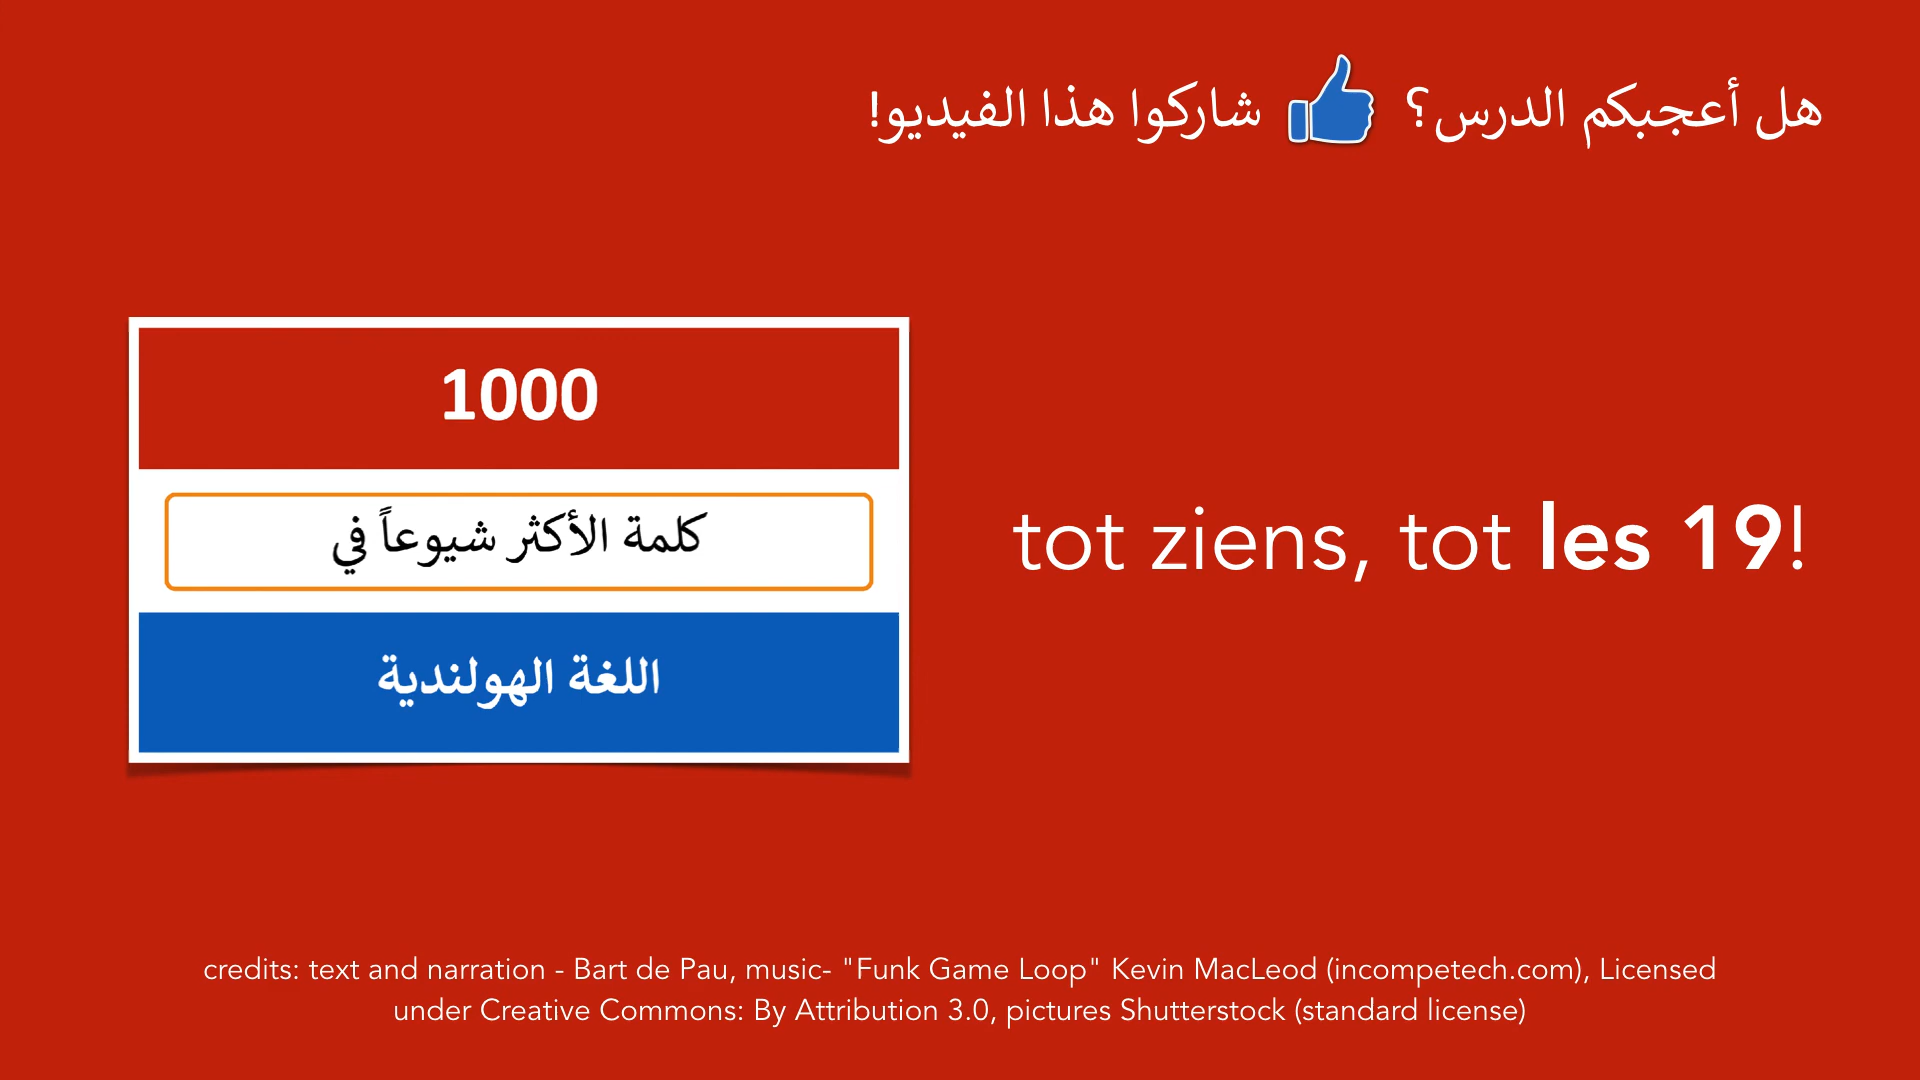 هل أعجبكم الدرس؟ شاركوا هذا الفيديو!
1000
كلمة الأكثر شيوعاً في
اللغة الهولندية
tot ziens, tot les 19!
credits: text and narration - Bart de Pau, music- "Funk Game Loop" Kevin MacLeod (incompetech.com), Licensed
under Creative Commons: By Attribution 3.0, pictures Shutterstock (standard license)